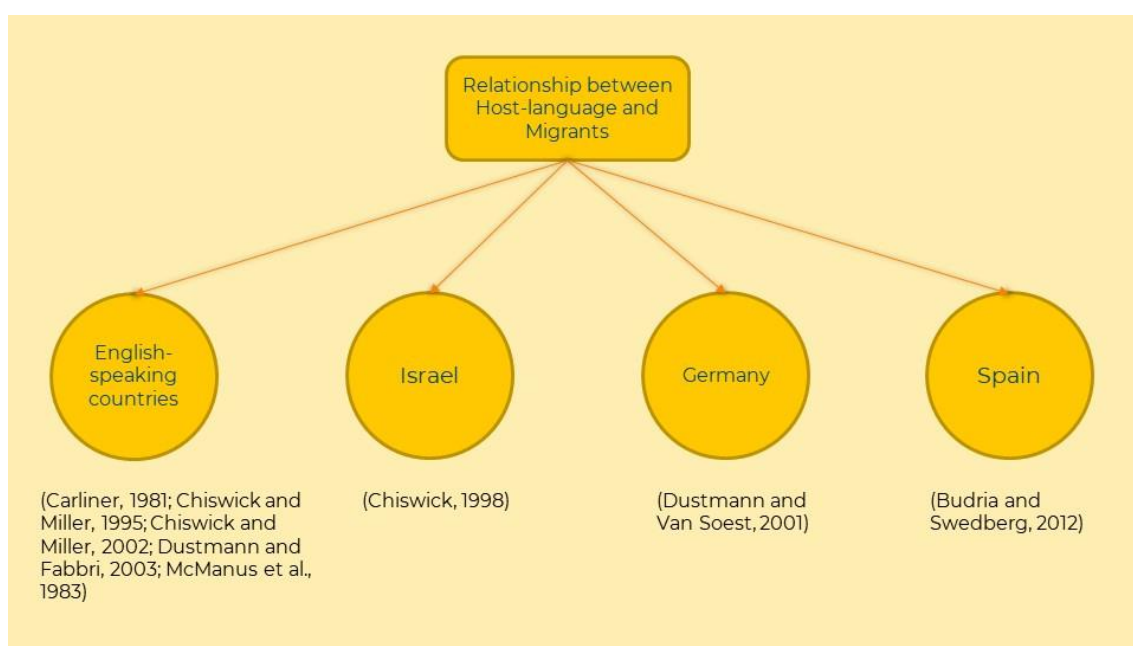 Relationship between
Host-language and
Migrants
English-
speaking
countries
Israel
Germany
Spain
(Carliner, 1981; Chiswick and
Miller, 1995; Chiswick and
Miller, 2002; Dustmann and
Fabbri, 2003; McManus et al.,
1983)
(Chiswick, 1998)
(Dustmann and
Van Soest, 2001)
(Budria and
Swedberg, 2012)